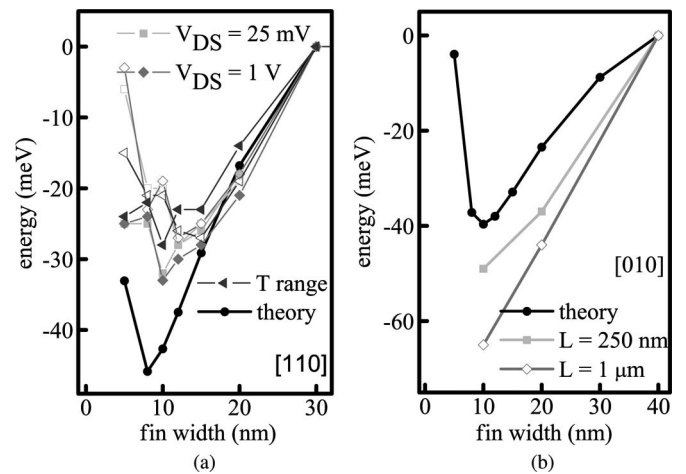 V_DS = 25 mV
V_DS = 1 V
0
-10
-20
-30
-40
energy (meV)
T range
theory
[110]
0 10 20 30
fin width (nm)
(a)
0
-20
-40
-60
energy (meV)
[010]
theory
L = 250 nm
L = 1 μm
0 10 20 30 40
fin width (nm)
(b)